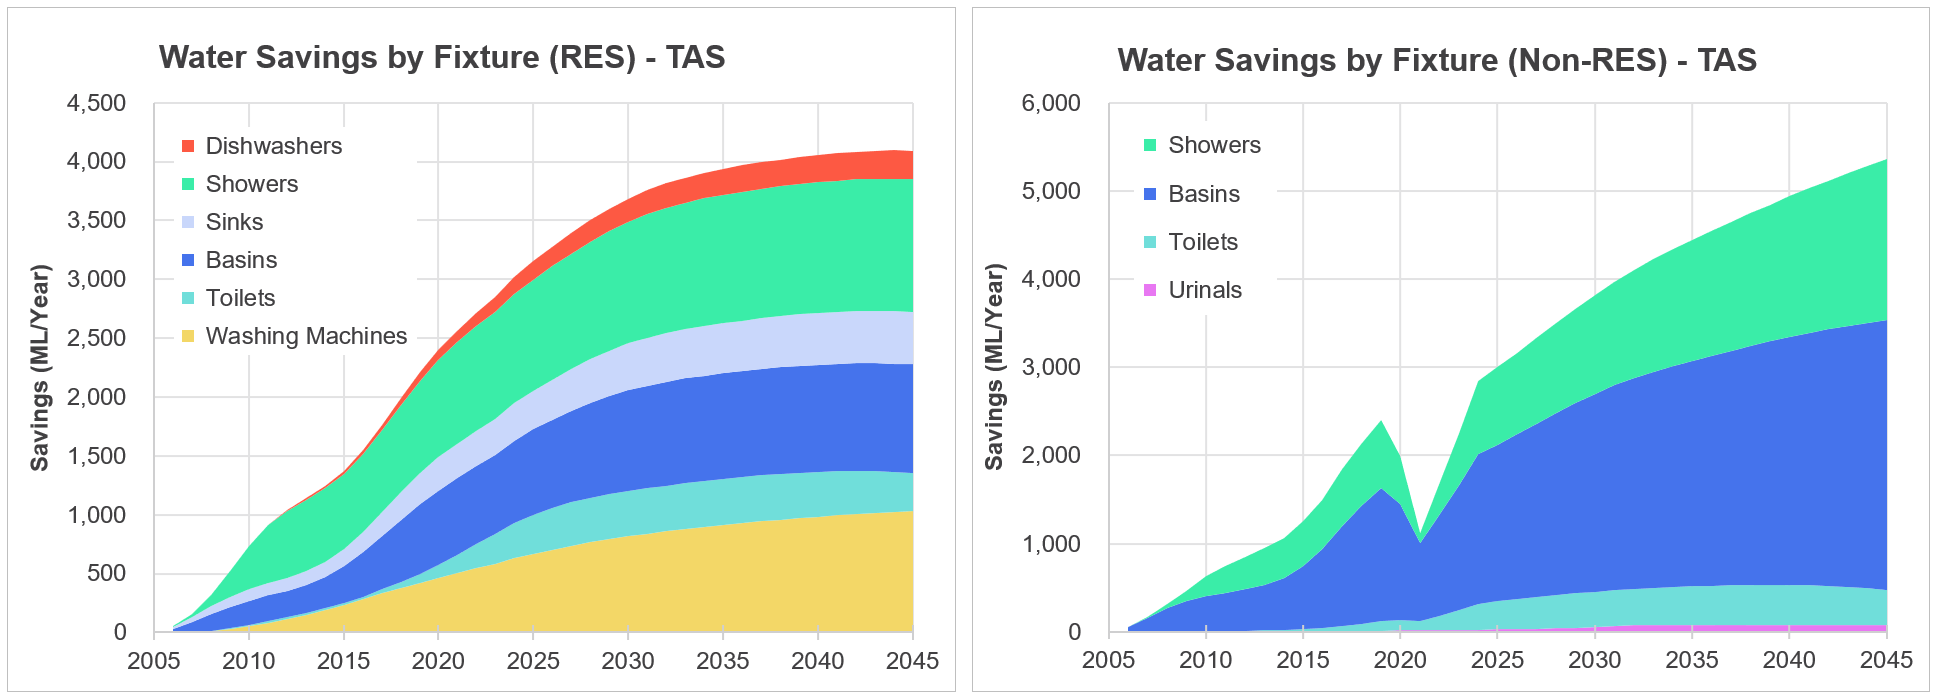 Water Savings by Fixture (RES) - TAS
Savings (ML/Year)
4,500
4,000
3,500
3,000
2,500
2,000
1,500
1,000
500
0
Dishwashers
Showers
Sinks
Basins
Toilets
Washing Machines
2005 2010 2015 2020 2025 2030 2035 2040 2045
Water Savings by Fixture (Non-RES) - TAS
Savings (ML/Year)
6,000
5,000
4,000
3,000
2,000
1,000
0
Showers
Basins
Toilets
Urinals
2005 2010 2015 2020 2025 2030 2035 2040 2045